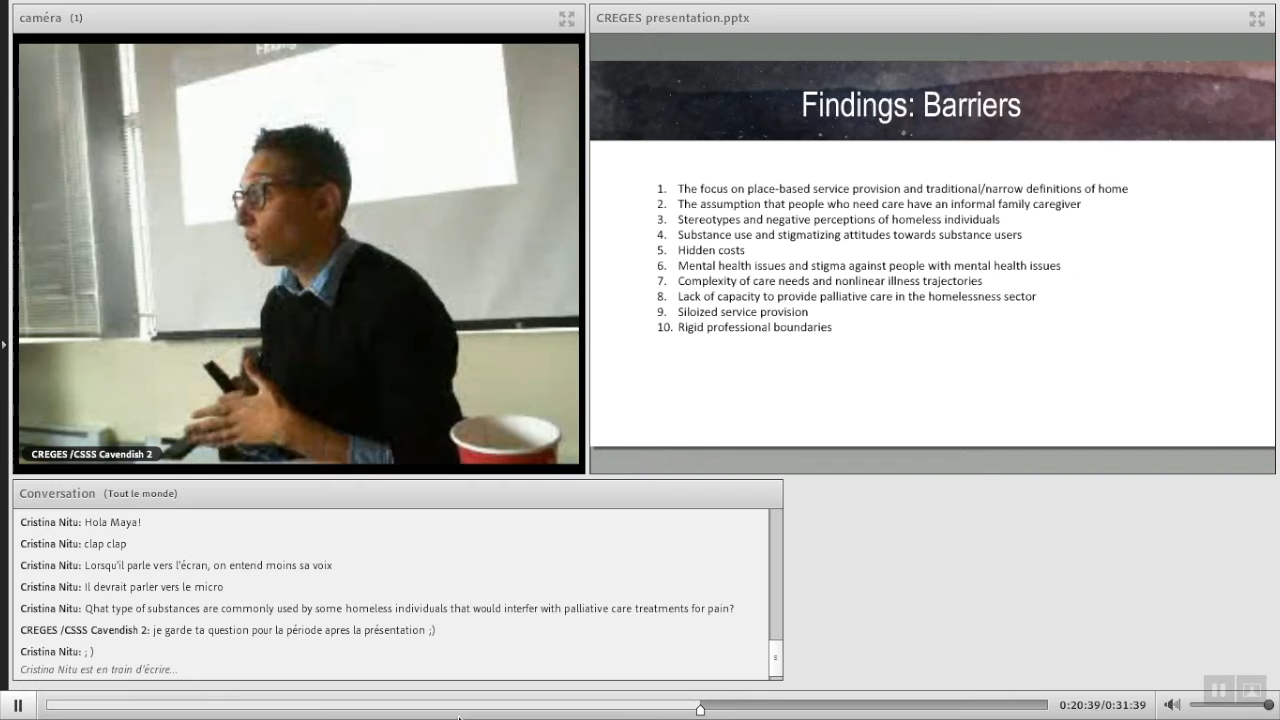 caméra (1)
CREGES /CSSS Cavendish 2
CREGES presentation.pptx
Findings: Barriers
1. The focus on place-based service provision and traditional/narrow definitions of home
2. The assumption that people who need care have an informal family caregiver
3. Stereotypes and negative perceptions of homeless individuals
4. Substance use and stigmatizing attitudes towards substance users
5. Hidden costs
6. Mental health issues and stigma against people with mental health issues
7. Complexity of care needs and nonlinear illness trajectories
8. Lack of capacity to provide palliative care in the homelessness sector
9. Siloized service provision
10. Rigid professional boundaries
Conversation (Tout le monde)
Cristina Nitu: Hola Maya!
Cristina Nitu: clap clap
Cristina Nitu: Lorsqu'il parle vers l'écran, on entend moins sa voix
Cristina Nitu: Il devrait parler vers le micro
Cristina Nitu: Qhat type of substances are commonly used by some homeless individuals that would interfer with palliative care treatments for pain?
CREGES /CSSS Cavendish 2: je garde ta question pour la période apres la présentation ;)
Cristina Nitu: ; )
Cristina Nitu est en train d'écrire...
0:20:39/0:31:39